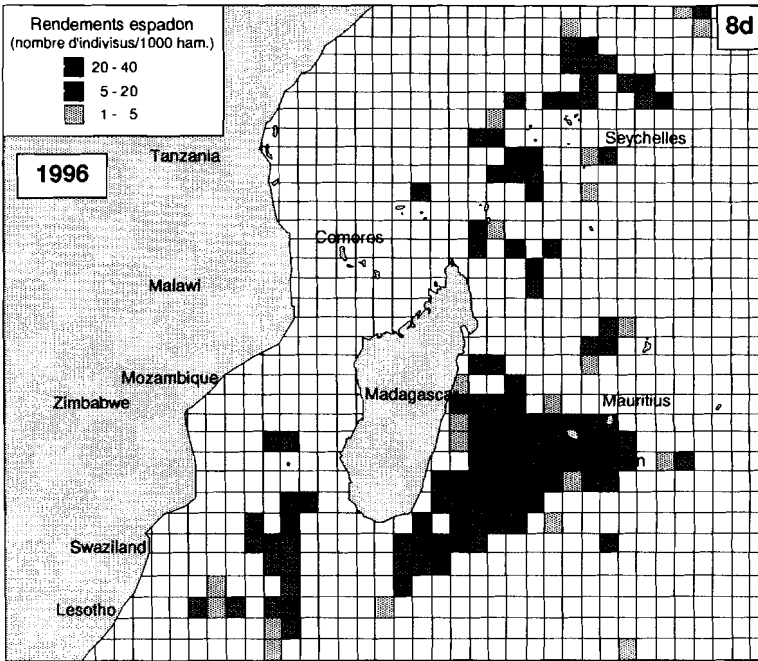 Rendements espadon
(nombre d'indivisus/1000 ham.)
20 - 40
5 - 20
1 - 5
8d
1996
Tanzania
Seychelles
Comores
Malawi
Mozambique
Zimbabwe
Madagascar
Mauritius
Swaziland
Lesotho